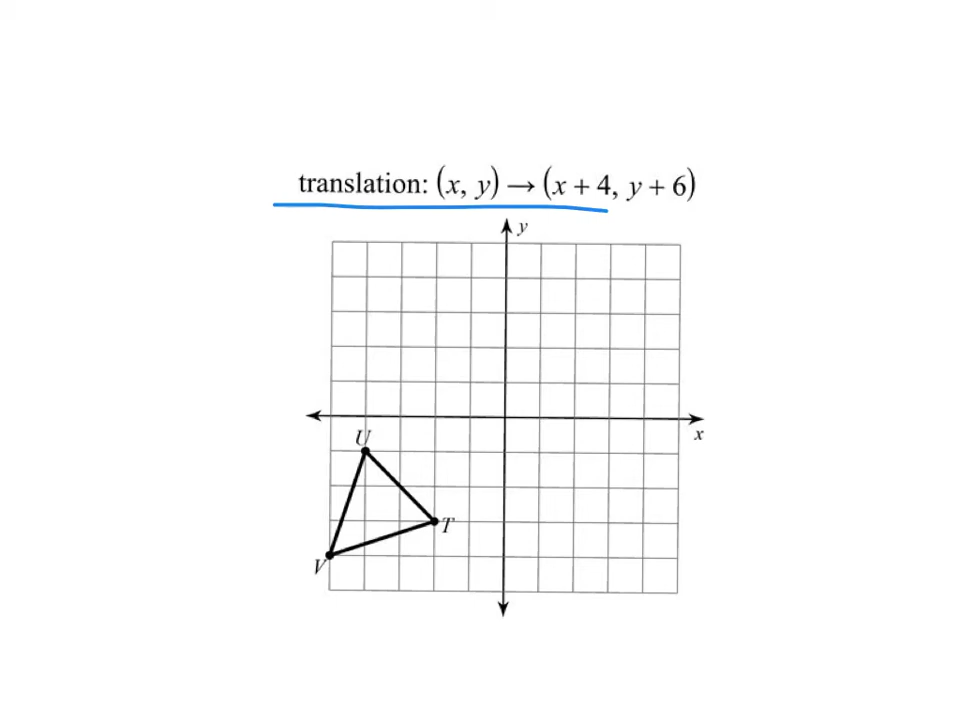 translation: (x, y) → (x + 4, y + 6)
y
x
U
T
V